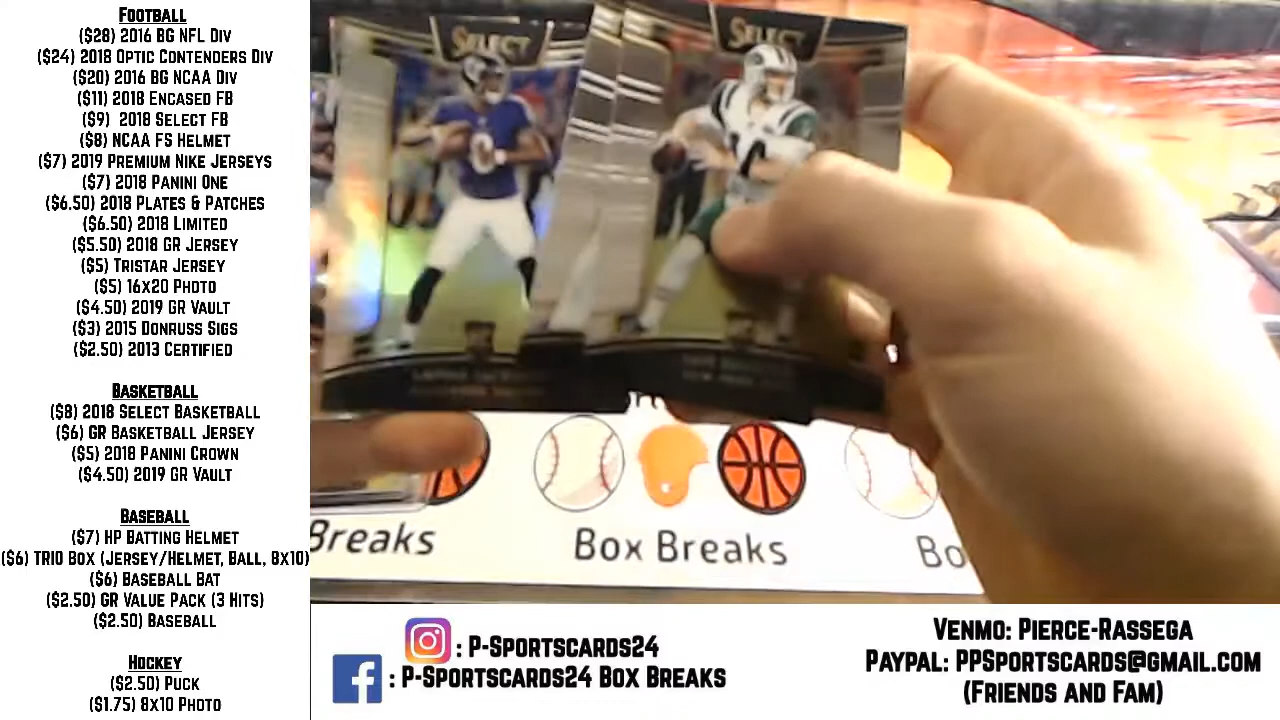 Football
($28) 2016 BG NFL Div
($24) 2018 Optic Contenders Div
($20) 2016 BG NCAA Div
($11) 2018 Encased FB
($9) 2018 Select FB
($8) NCAA FS Helmet
($7) 2019 Premium Nike Jerseys
($7) 2018 Panini One
($6.50) 2018 Plates & Patches
($6.50) 2018 Limited
($5.50) 2018 GR Jersey
($5) Tristar Jersey
($5) 16x20 Photo
($4.50) 2019 GR Vault
($3) 2015 Donruss Sigs
($2.50) 2013 Certified
Basketball
($8) 2018 Select Basketball
($6) GR Basketball Jersey
($5) 2018 Panini Crown
($4.50) 2019 GR Vault
Baseball
($7) HP Batting Helmet
($6) Trio Box (Jersey/Helmet, Ball, 8x10)
($6) Baseball Bat
($2.50) GR Value Pack (3 Hits)
($2.50) Baseball
Hockey
($2.50) Puck
($1.75) 8x10 Photo
Select
Select
Breaks
Box Breaks
Bo
: P-Sportscards24
: P-Sportscards24 Box Breaks
Venmo: Pierce-Rassega
PayPal: PPSportscards@gmail.com
(Friends and Fam)